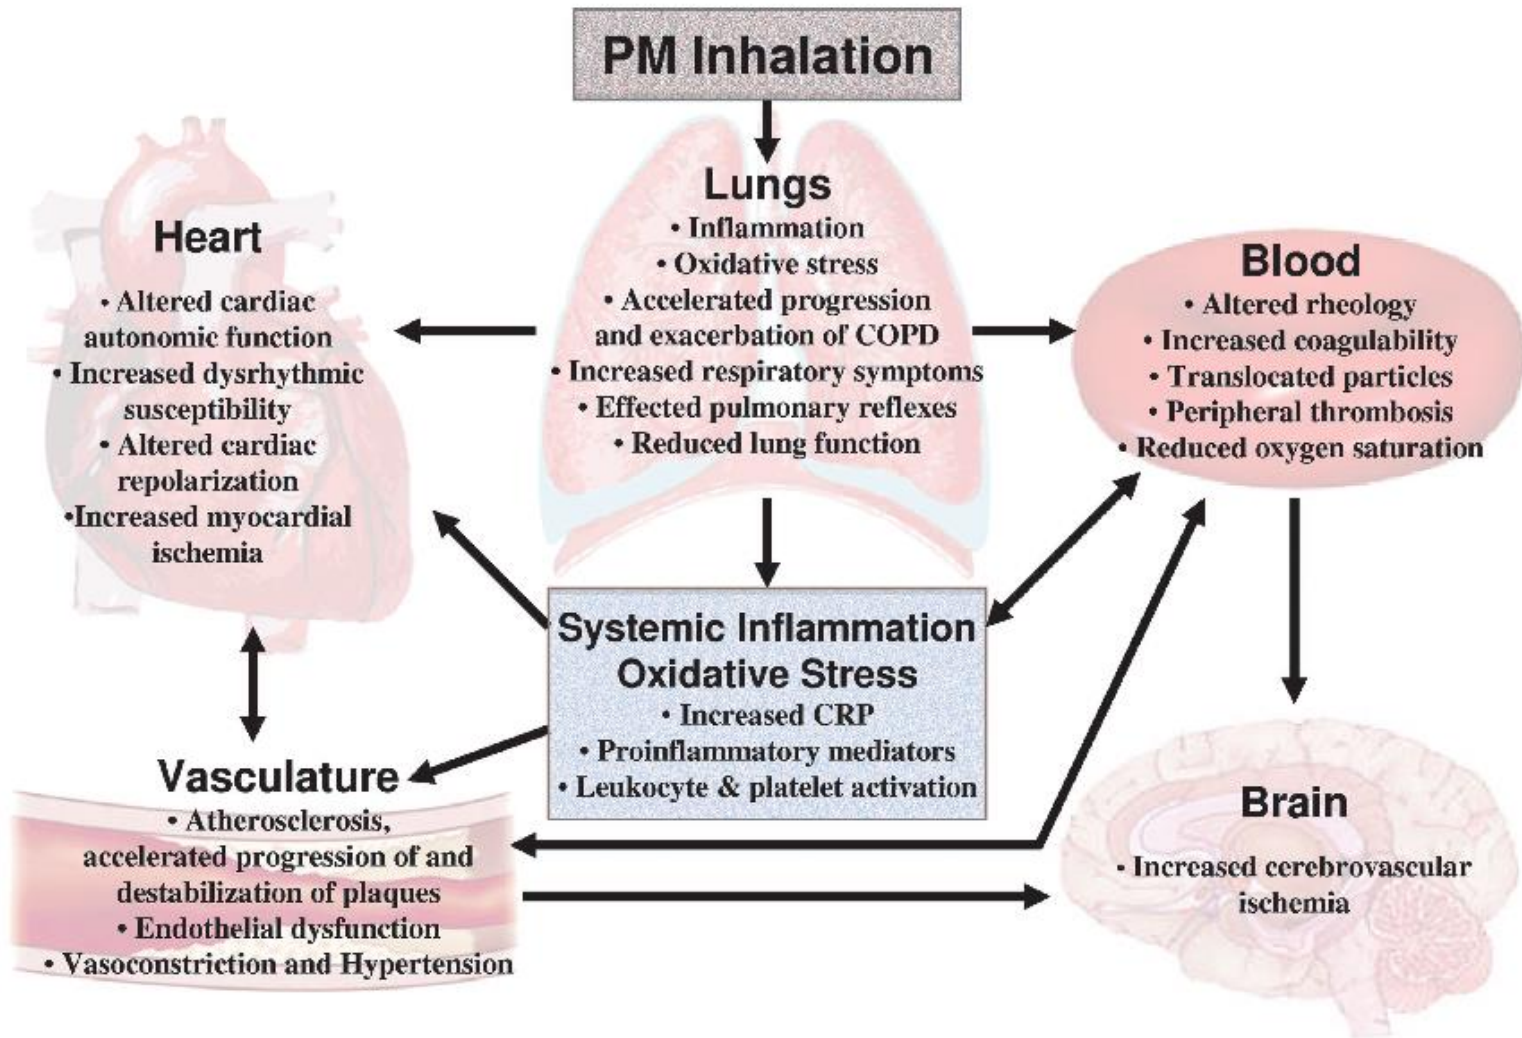 PM Inhalation
Lungs
• Inflammation
• Oxidative stress
• Accelerated progression
and exacerbation of COPD
• Increased respiratory symptoms
• Effected pulmonary reflexes
• Reduced lung function
Heart
• Altered cardiac
autonomic function
• Increased dysrhythmic
susceptibility
• Altered cardiac
repolarization
•Increased myocardial
ischemia
Blood
• Altered rheology
• Increased coagulability
• Translocated particles
• Peripheral thrombosis
• Reduced oxygen saturation
Systemic Inflammation
Oxidative Stress
• Increased CRP
• Proinflammatory mediators
• Leukocyte & platelet activation
Vasculature
• Atherosclerosis,
accelerated progression of and
destabilization of plaques
• Endothelial dysfunction
• Vasoconstriction and Hypertension
Brain
• Increased cerebrovascular
ischemia